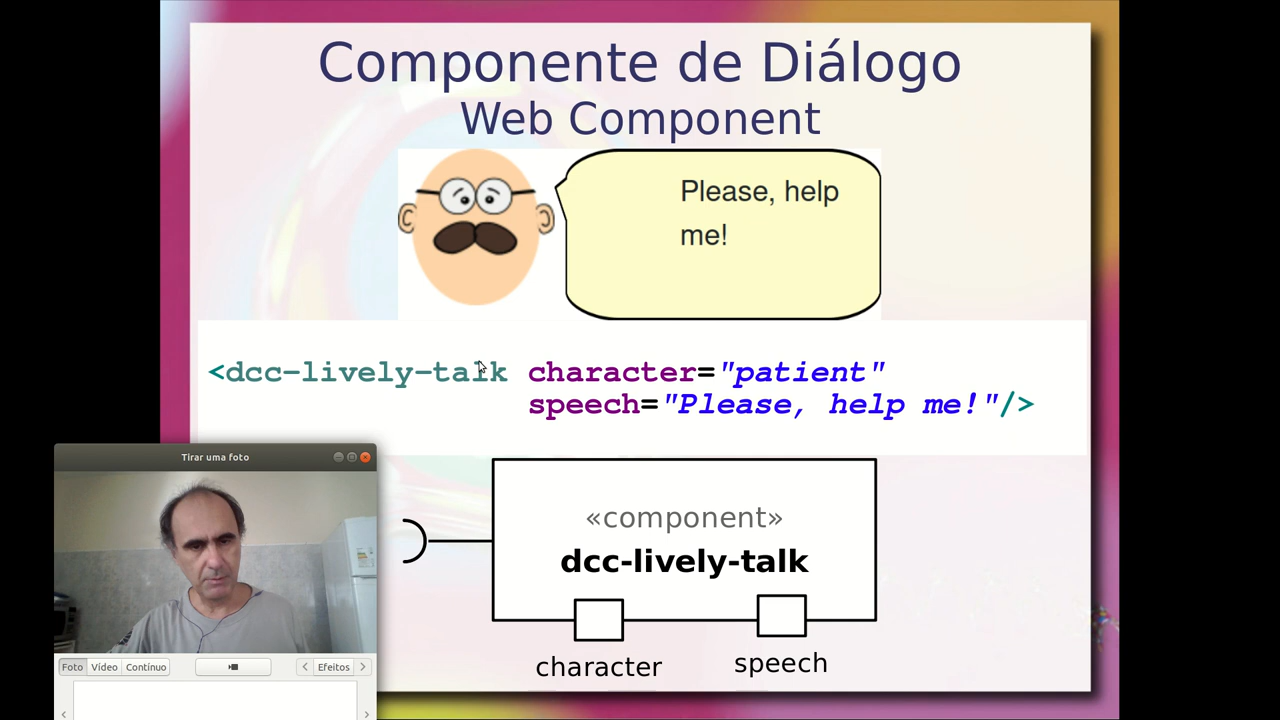 Componente de Diálogo
Web Component
Please, help
me!
<dcc-lively-talk character="patient"
speech="Please, help me!"/>
Tirar uma foto
«component»
dcc-lively-talk
Foto Vídeo Contínuo Efeitos
character speech